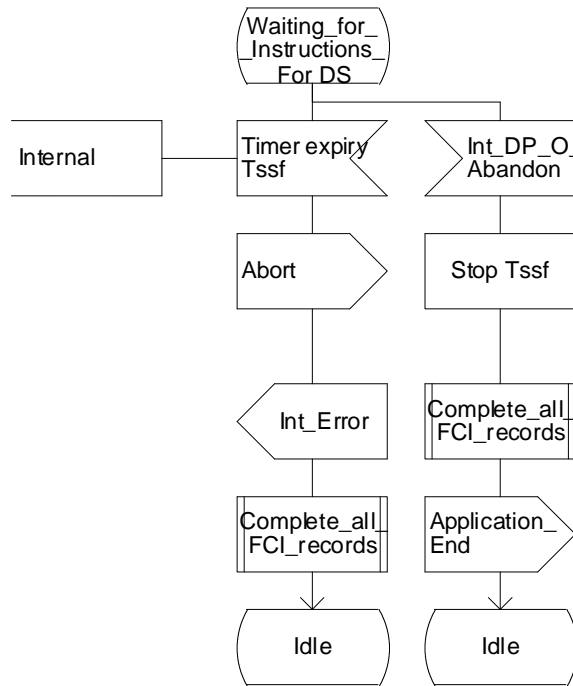 Waiting_for_
_Instructions_
For DS
Internal
Timer expiry
Tssf
Int_DP_O_
Abandon
Abort
Stop Tssf
Int_Error
Complete_all_
FCI_records
Complete_all_
FCI_records
Application_
End
Idle
Idle